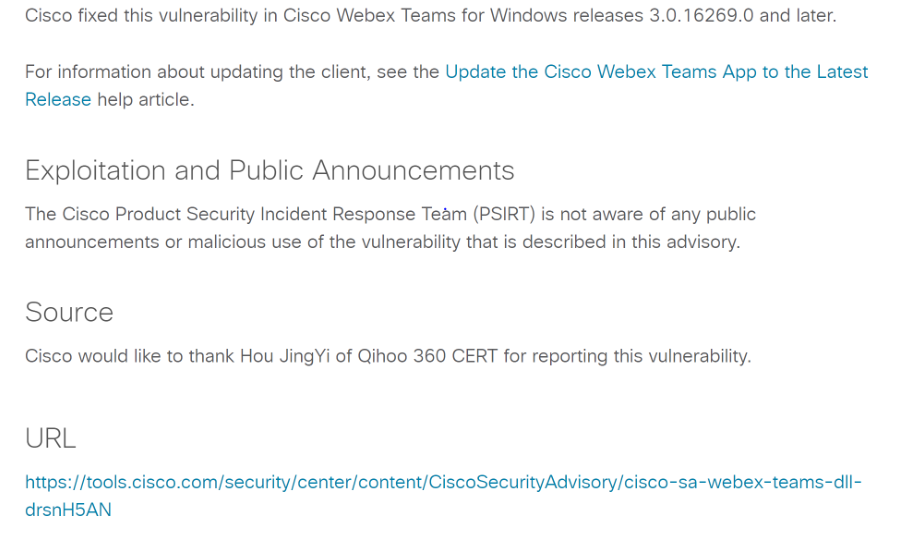 Cisco fixed this vulnerability in Cisco Webex Teams for Windows releases 3.0.16269.0 and later.
For information about updating the client, see the Update the Cisco Webex Teams App to the Latest
Release help article.
Exploitation and Public Announcements
The Cisco Product Security Incident Response Team (PSIRT) is not aware of any public
announcements or malicious use of the vulnerability that is described in this advisory.
Source
Cisco would like to thank Hou JingYi of Qihoo 360 CERT for reporting this vulnerability.
URL
https://tools.cisco.com/security/center/content/CiscoSecurityAdvisory/cisco-sa-webex-teams-dll-
drsnH5AN